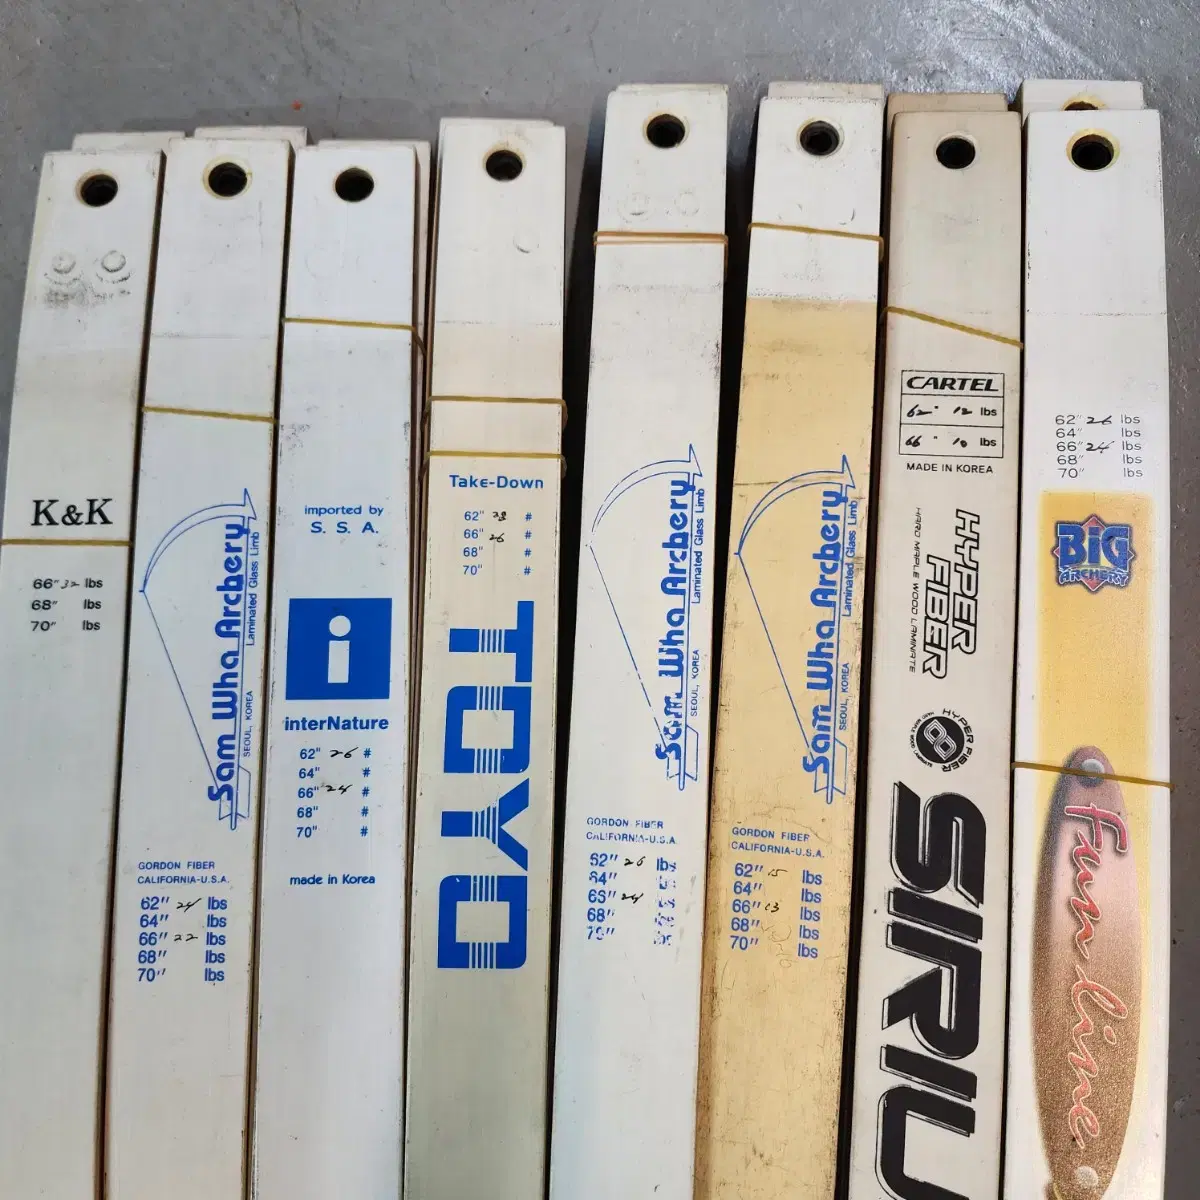 K&K
66" 32 lbs
68" lbs
70" lbs
Sam Wha Archery
Laminated Glass Limb
SEOUL, KOREA
GORDON FIBER
CALIFORNIA-U.S.A.
62" 24 lbs
64" lbs
66" 22 lbs
68" lbs
70" lbs
imported by
S. S. A.
i
interNature
62" 26 #
64" #
66" 24 #
68" #
70" #
made in Korea
Take-Down
62" 28 #
66" 26 #
68" #
70" #
TOYO
Sam Wha Archery
Laminated Glass Limb
SEOUL, KOREA
GORDON FIBER
CALIFORNIA-U.S.A.
62" 26 lbs
64" lbs
66" 24 lbs
68" lbs
70" lbs
Sam Wha Archery
Laminated Glass Limb
SEOUL, KOREA
GORDON FIBER
CALIFORNIA-U.S.A.
62" 15 lbs
64" lbs
66" 13 lbs
68" lbs
70" lbs
CARTEL
62" 12 lbs
66" 10 lbs
MADE IN KOREA
HYPER
FIBER
HARD MAPLE WOOD LAMINATE
HYPER FIBER
SIRIU
62" 26 lbs
64" lbs
66" 24 lbs
68" lbs
70" lbs
BIG
ARCHERY
Fun Line